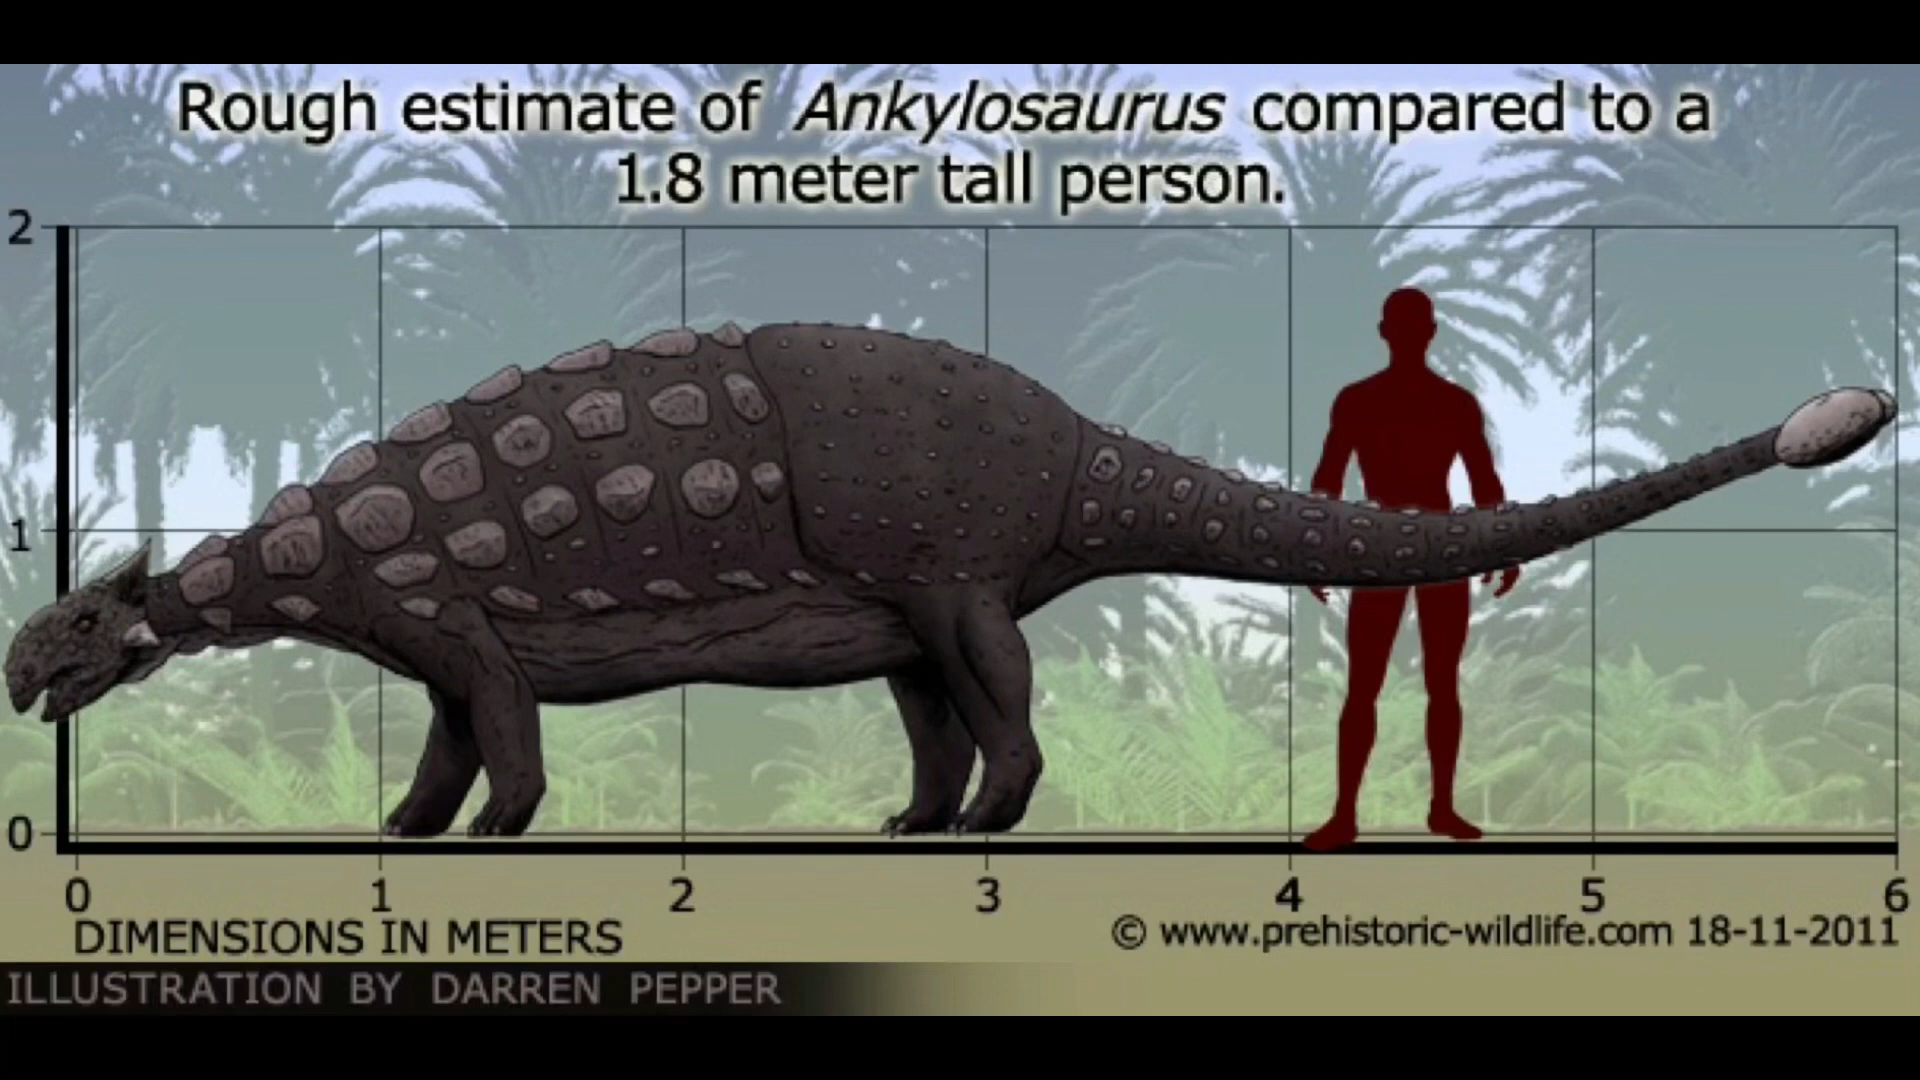 Rough estimate of Ankylosaurus compared to a
1.8 meter tall person.
2
1
0
0 1 2 3 4 5 6
DIMENSIONS IN METERS
© www.prehistoric-wildlife.com 18-11-2011
ILLUSTRATION BY DARREN PEPPER